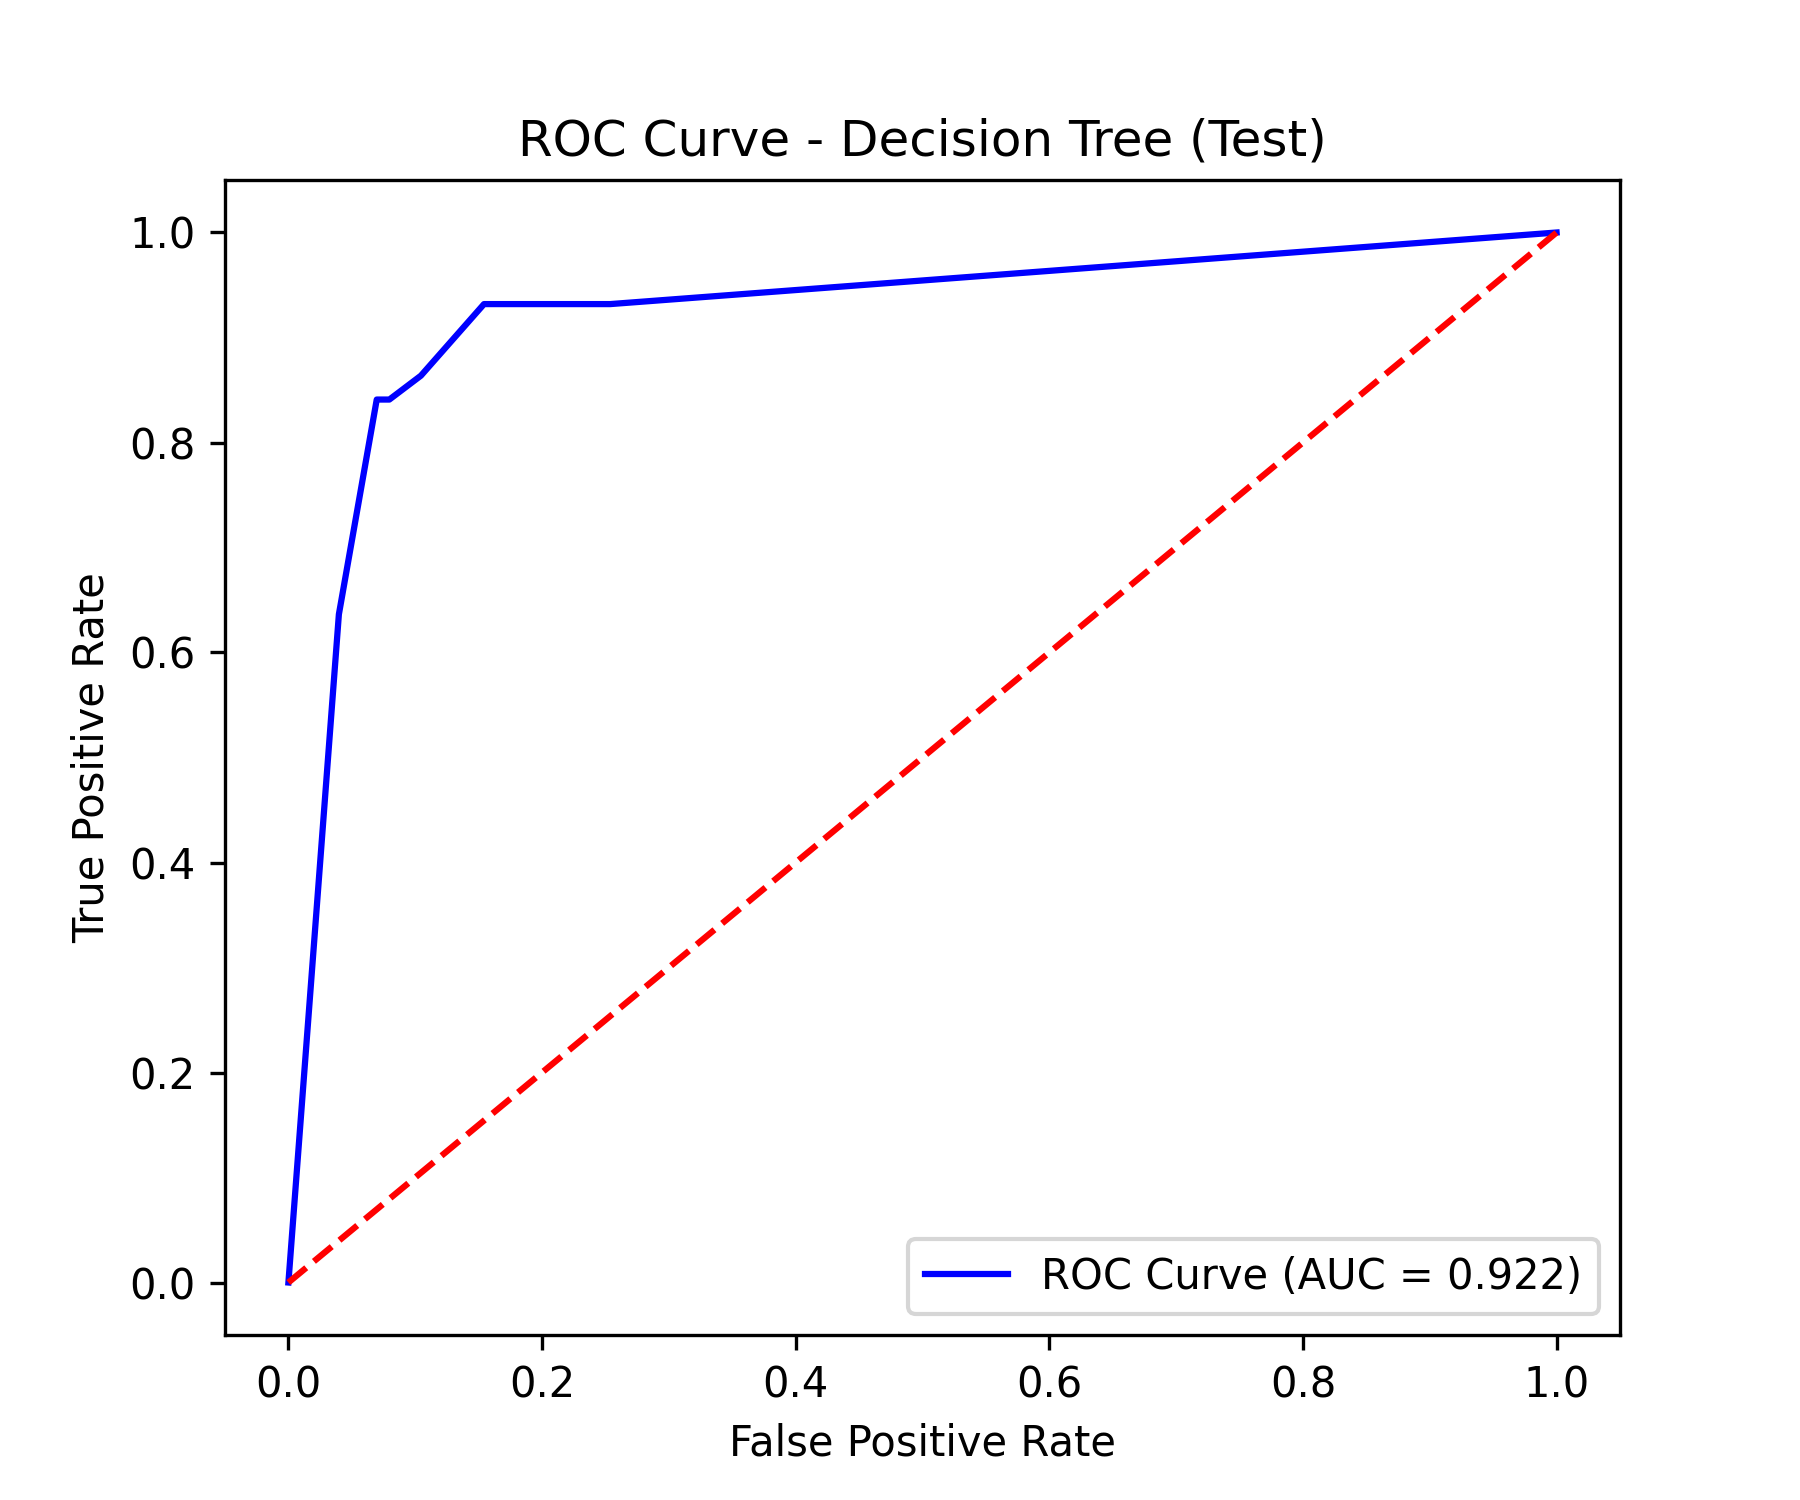 ROC Curve - Decision Tree (Test)
True Positive Rate
1.0
0.8
0.6
0.4
0.2
0.0
ROC Curve (AUC = 0.922)
0.0 0.2 0.4 0.6 0.8 1.0
False Positive Rate